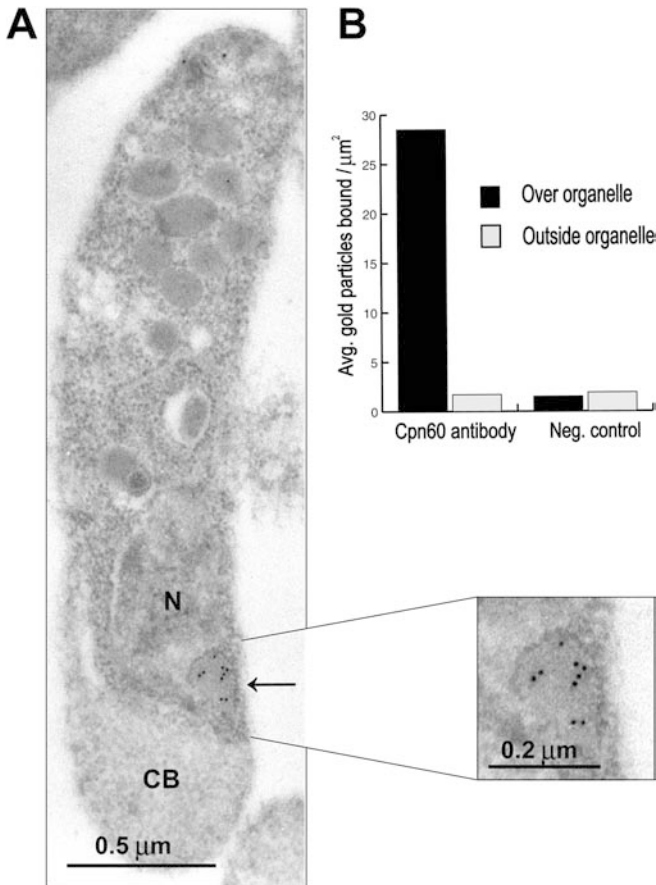 A
B
30
25
20
15
10
5
0
Avg. gold particles bound / μm²
Over organelle
Outside organelle
Cpn60 antibody
Neg. control
N
CB
0.5 μm
0.2 μm